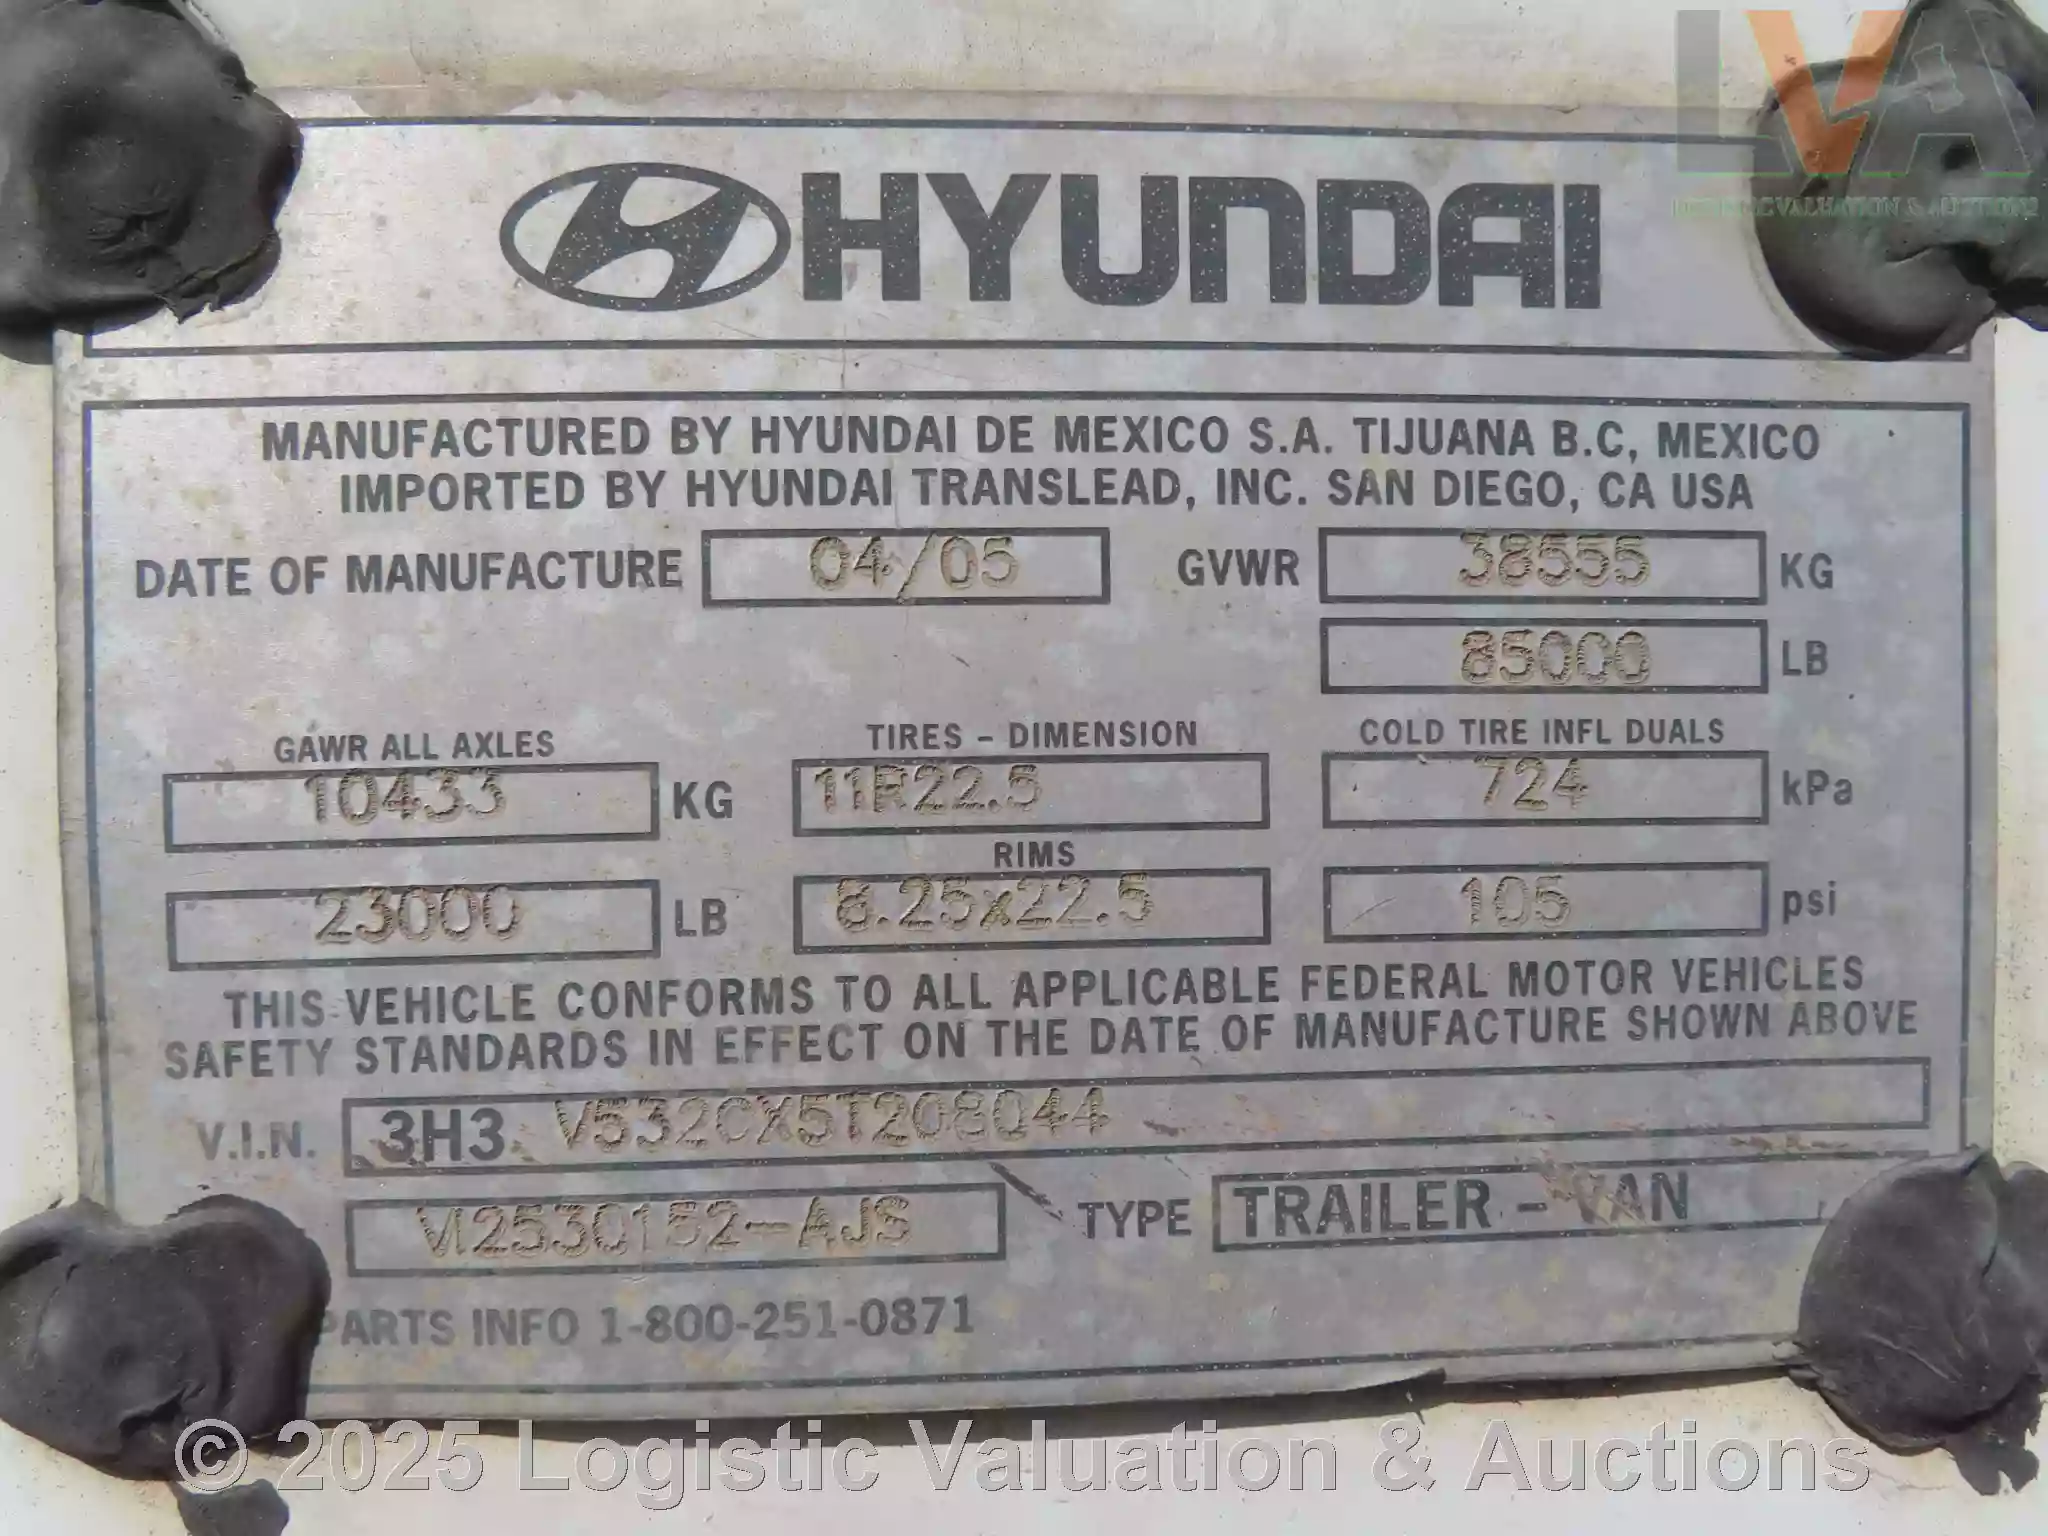 LVA
LOGISTIC VALUATION & AUCTIONS
HYUNDAI
MANUFACTURED BY HYUNDAI DE MEXICO S.A. TIJUANA B.C, MEXICO
IMPORTED BY HYUNDAI TRANSLEAD, INC. SAN DIEGO, CA USA
DATE OF MANUFACTURE 04/05 GVWR 38555 KG
85000 LB
GAWR ALL AXLES TIRES - DIMENSION COLD TIRE INFL DUALS
10433 KG 11R22.5 724 kPa
RIMS
23000 LB 8.25x22.5 105 psi
THIS VEHICLE CONFORMS TO ALL APPLICABLE FEDERAL MOTOR VEHICLES
SAFETY STANDARDS IN EFFECT ON THE DATE OF MANUFACTURE SHOWN ABOVE
V.I.N. 3H3 V532CX5T208044
VI2530152-AJS TYPE TRAILER - VAN
PARTS INFO 1-800-251-0871
© 2025 Logistic Valuation & Auctions